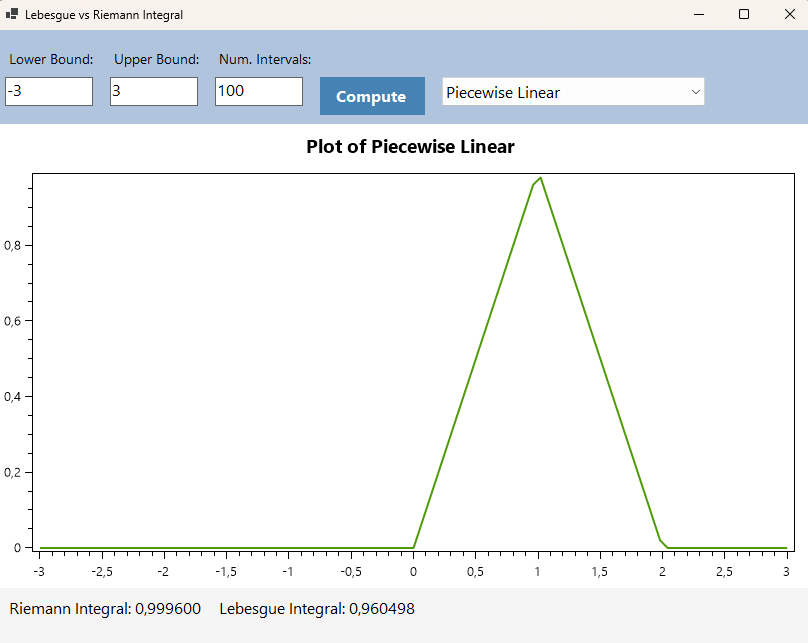 Lebesgue vs Riemann Integral
Lower Bound: Upper Bound: Num. Intervals:
-3 3 100 Compute Piecewise Linear
Plot of Piecewise Linear
0,8
0,6
0,4
0,2
0
-3 -2,5 -2 -1,5 -1 -0,5 0 0,5 1 1,5 2 2,5 3
Riemann Integral: 0,999600 Lebesgue Integral: 0,960498